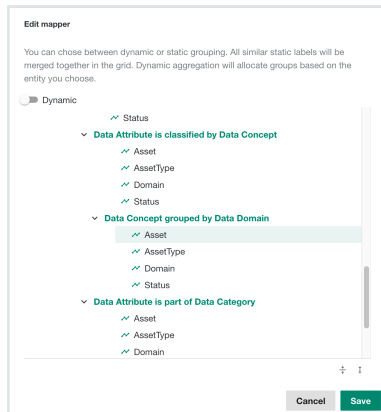 Edit mapper
You can chose between dynamic or static grouping. All similar static labels will be
merged together in the grid. Dynamic aggregation will allocate groups based on the
entity you choose.
Dynamic
Status
Data Attribute is classified by Data Concept
Asset
AssetType
Domain
Status
Data Concept grouped by Data Domain
Asset
AssetType
Domain
Status
Data Attribute is part of Data Category
Asset
AssetType
Domain
Cancel
Save